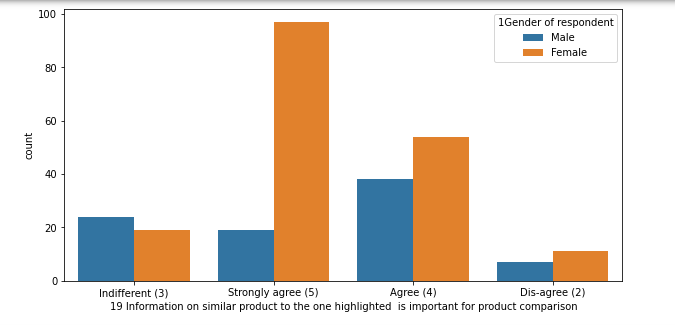 100
80
60
40
20
0
count
1Gender of respondent
Male
Female
Indifferent (3)
Strongly agree (5)
Agree (4)
Dis-agree (2)
19 Information on similar product to the one highlighted  is important for product comparison